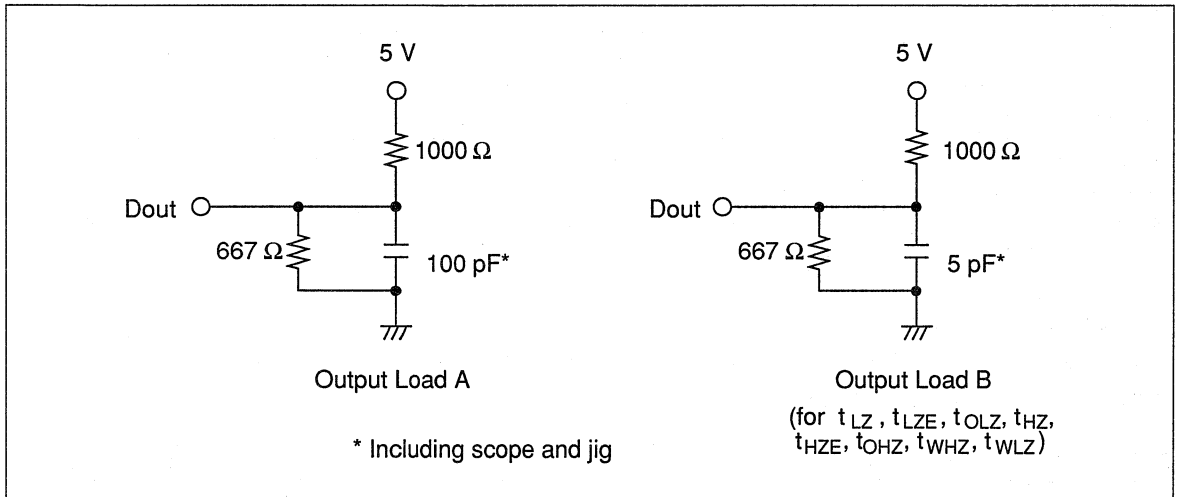 5 V
1000 Ω
Dout
667 Ω
100 pF*
Output Load A
5 V
1000 Ω
Dout
667 Ω
5 pF*
Output Load B
(for tLZ, tLZE, tOLZ, tHZ,
tHZE, tOHZ, tWHZ, tWLZ)
* Including scope and jig